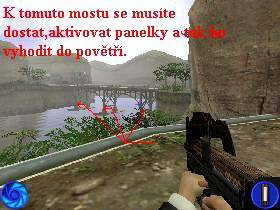 K tomuto mostu se musíte
dostat,aktivovat panelky a tak ho
vyhodit do povětří.